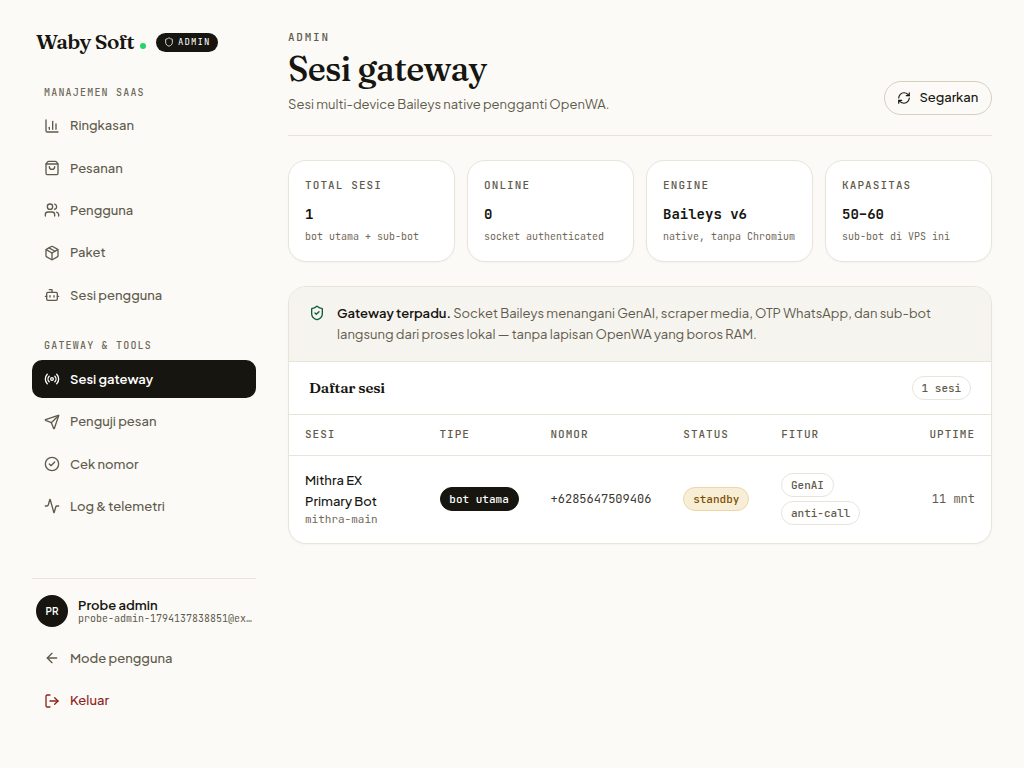 Waby Soft
ADMIN
MANAJEMEN SAAS
Ringkasan
Pesanan
Pengguna
Paket
Sesi pengguna
GATEWAY & TOOLS
Sesi gateway
Penguji pesan
Cek nomor
Log & telemetri
PR
Probe admin
probe-admin-1794137838851@ex…
Mode pengguna
Keluar
ADMIN
Sesi gateway
Sesi multi-device Baileys native pengganti OpenWA.
Segarkan
TOTAL SESI
1
bot utama + sub-bot
ONLINE
0
socket authenticated
ENGINE
Baileys v6
native, tanpa Chromium
KAPASITAS
50–60
sub-bot di VPS ini
Gateway terpadu. Socket Baileys menangani GenAI, scraper media, OTP WhatsApp, dan sub-bot
langsung dari proses lokal — tanpa lapisan OpenWA yang boros RAM.
Daftar sesi
1 sesi
SESI TIPE NOMOR STATUS FITUR UPTIME
Mithra EX
Primary Bot
mithra-main
bot utama
+6285647509406
standby
GenAI
anti-call
11 mnt